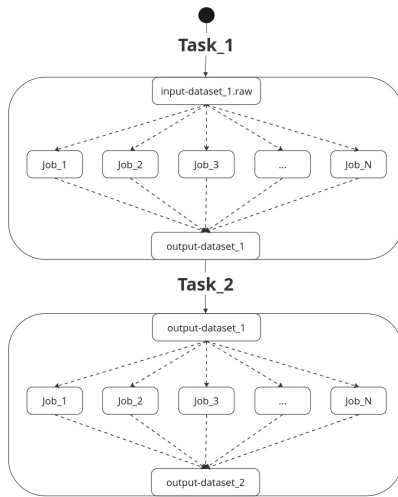 Task_1
input-dataset_1.raw
Job_1 Job_2 Job_3 ... Job_N
output-dataset_1
Task_2
output-dataset_1
Job_1 Job_2 Job_3 ... Job_N
output-dataset_2